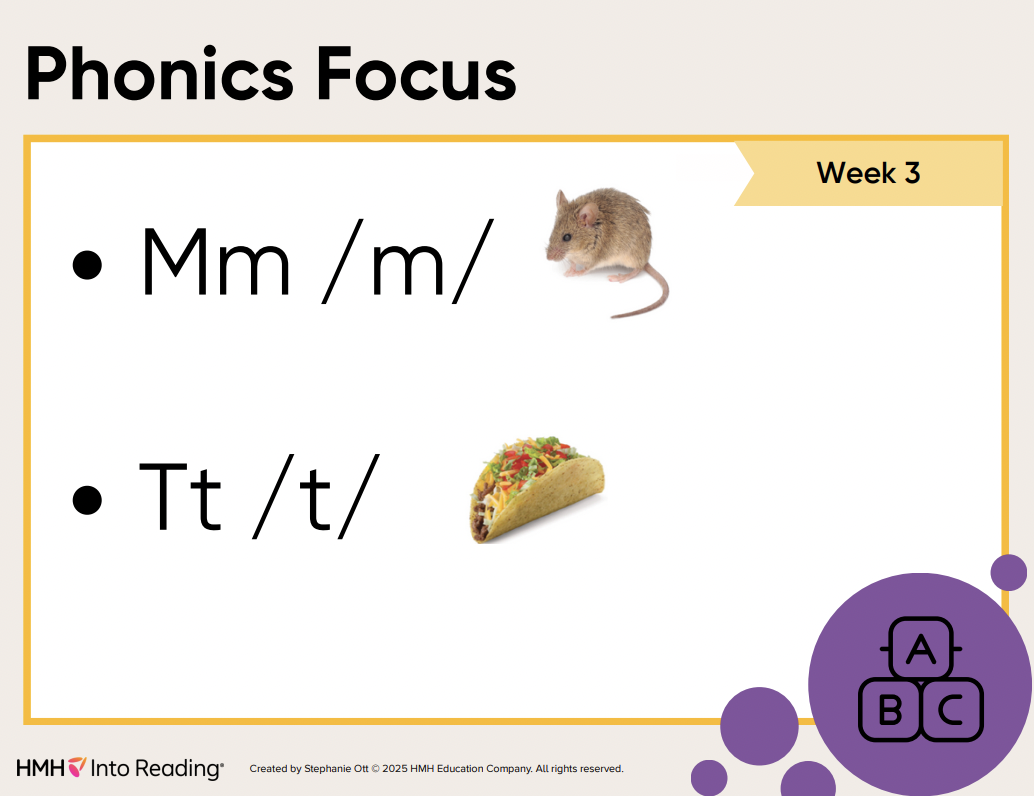 Phonics Focus
Week 3
• Mm /m/
• Tt /t/
A
B C
HMH Into Reading®
Created by Stephanie Ott © 2025 HMH Education Company. All rights reserved.